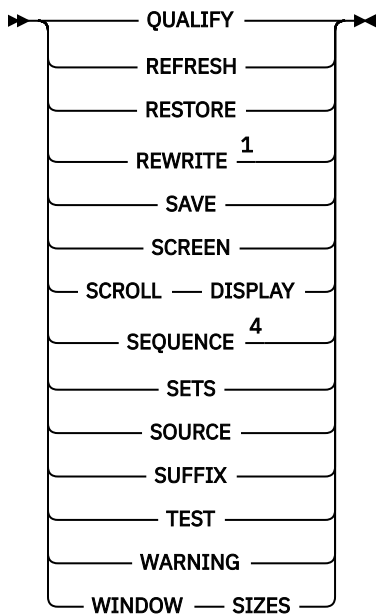 QUALIFY
REFRESH
RESTORE
REWRITE 1
SAVE
SCREEN
SCROLL DISPLAY
SEQUENCE 4
SETS
SOURCE
SUFFIX
TEST
WARNING
WINDOW SIZES